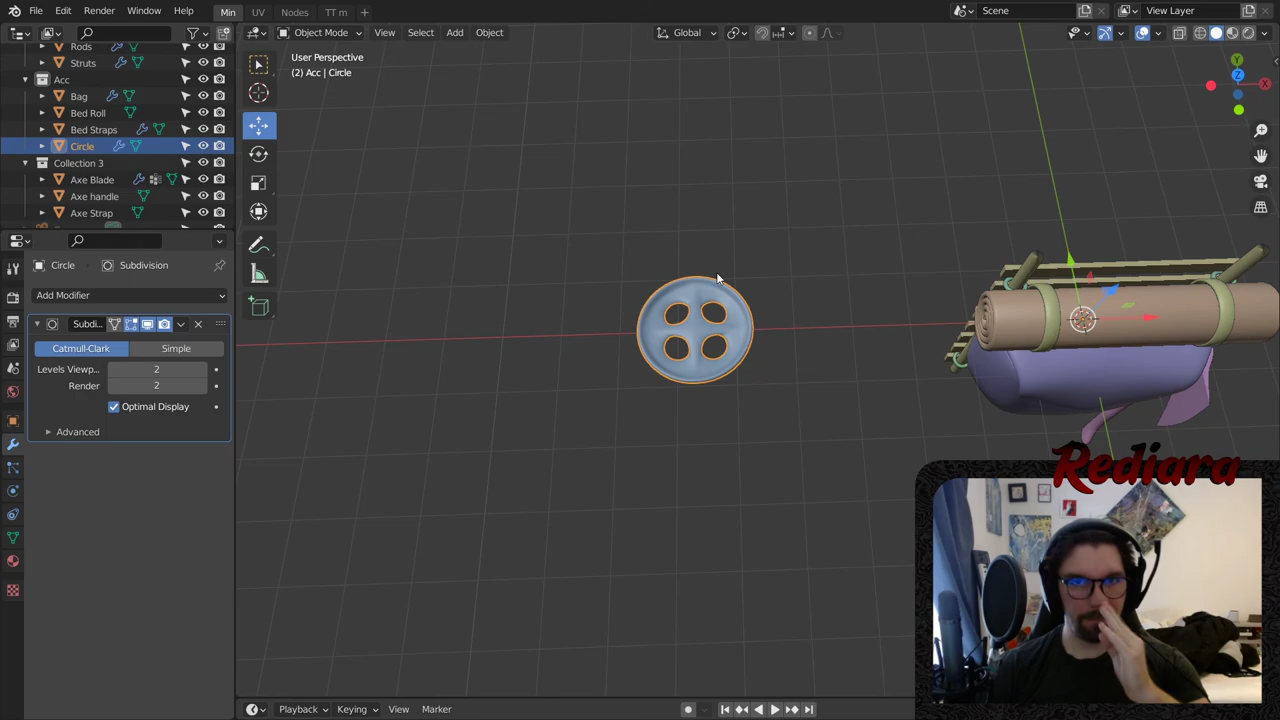 File Edit Render Window Help Min UV Nodes TT m + Scene View Layer
Object Mode View Select Add Object Global
Rods
Struts
Acc
Bag
Bed Roll
Bed Straps
Circle
Collection 3
Axe Blade
Axe handle
Axe Strap
User Perspective
(2) Acc | Circle
Y
Z
X
Circle Subdivision
Add Modifier
Subdi...
Catmull-Clark Simple
Levels Viewp... 2
Render 2
Optimal Display
Advanced
Rediara
Playback Keying View Marker